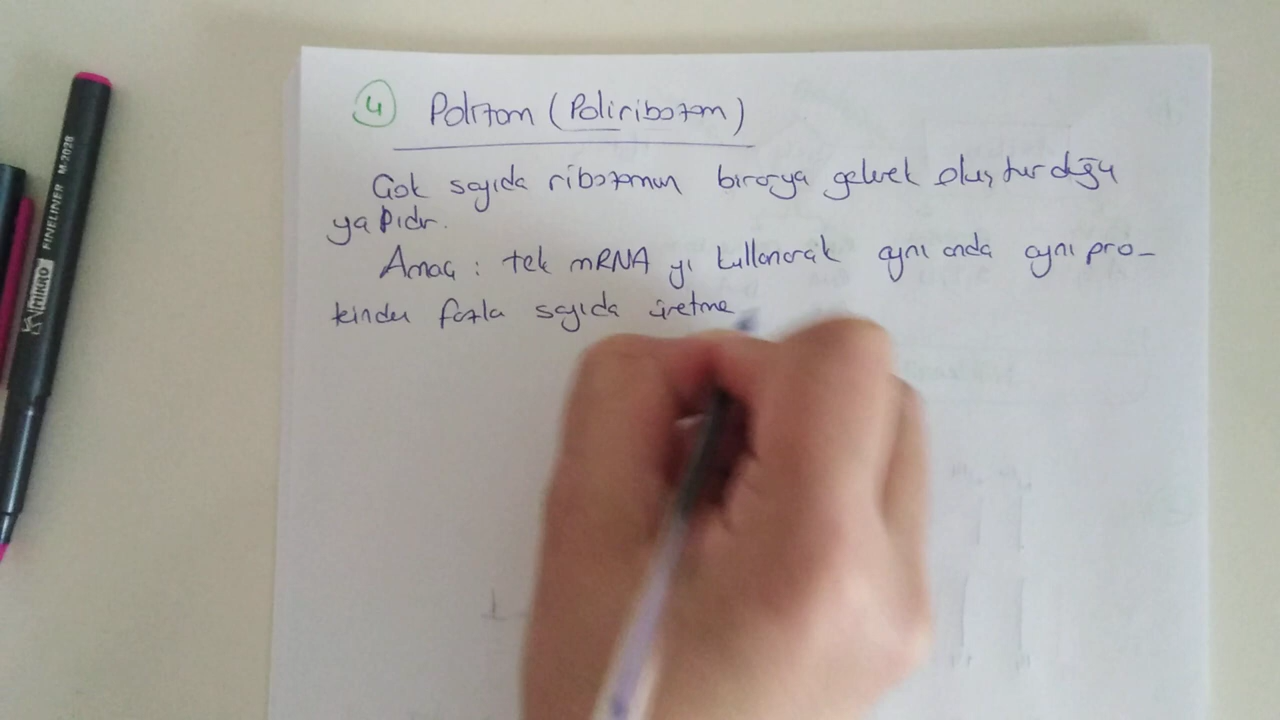 4 Polizom (Poliribozom)
Çok sayıda ribozomun biraraya gelerek oluşturduğu
yapıdır.
Amaç : tek mRNA yı kullanarak aynı anda aynı pro-
teinden fazla sayıda üretme
MIKRO FINELINER M-2028